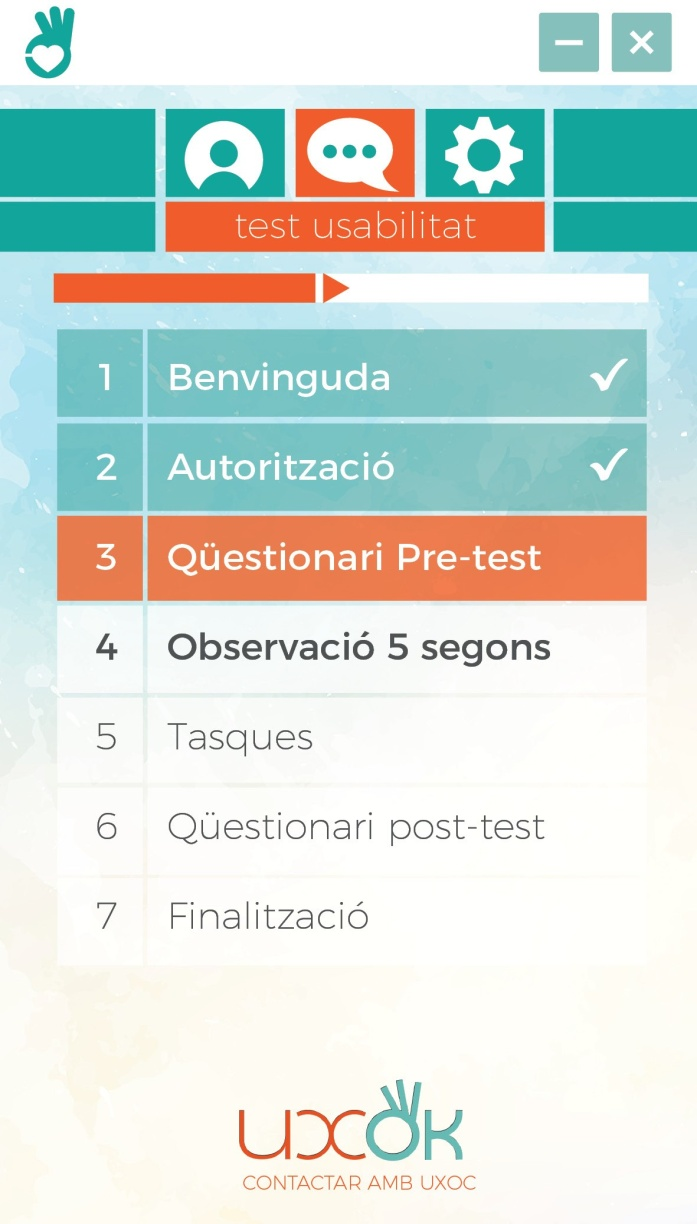 test usabilitat
1 Benvinguda
2 Autorització
3 Qüestionari Pre-test
4 Observació 5 segons
5 Tasques
6 Qüestionari post-test
7 Finalització
uxok
CONTACTAR AMB UXOC